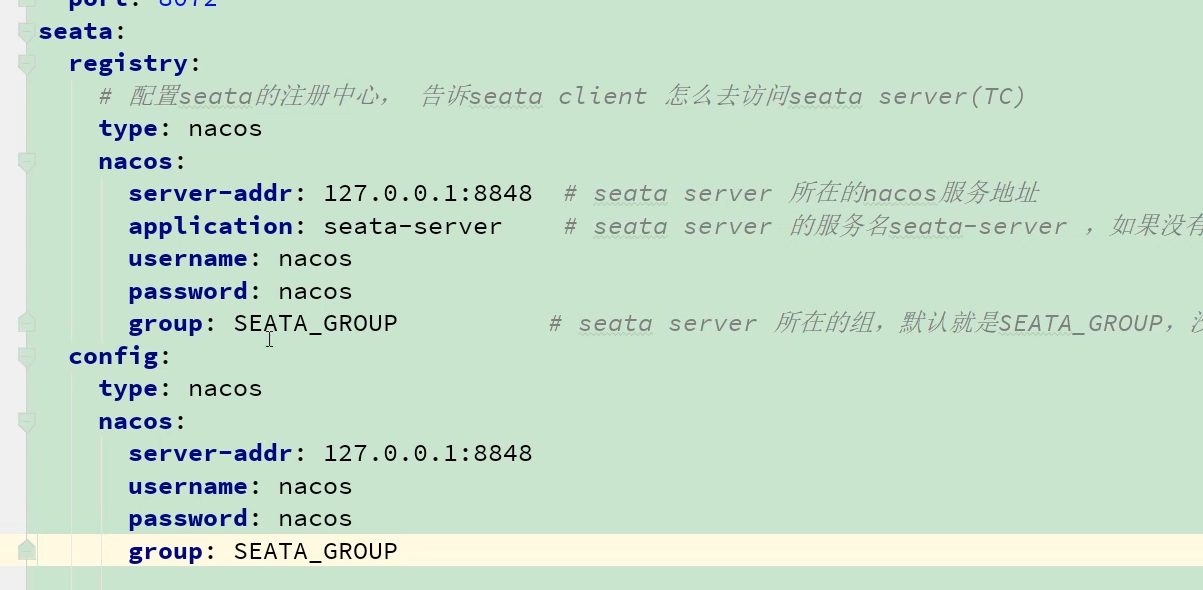 port: 8072
seata:
registry:
# 配置seata的注册中心， 告诉seata client 怎么去访问seata server(TC)
type: nacos
nacos:
server-addr: 127.0.0.1:8848 # seata server 所在的nacos服务地址
application: seata-server # seata server 的服务名seata-server ，如果没有
username: nacos
password: nacos
group: SEATA_GROUP # seata server 所在的组，默认就是SEATA_GROUP，
config:
type: nacos
nacos:
server-addr: 127.0.0.1:8848
username: nacos
password: nacos
group: SEATA_GROUP